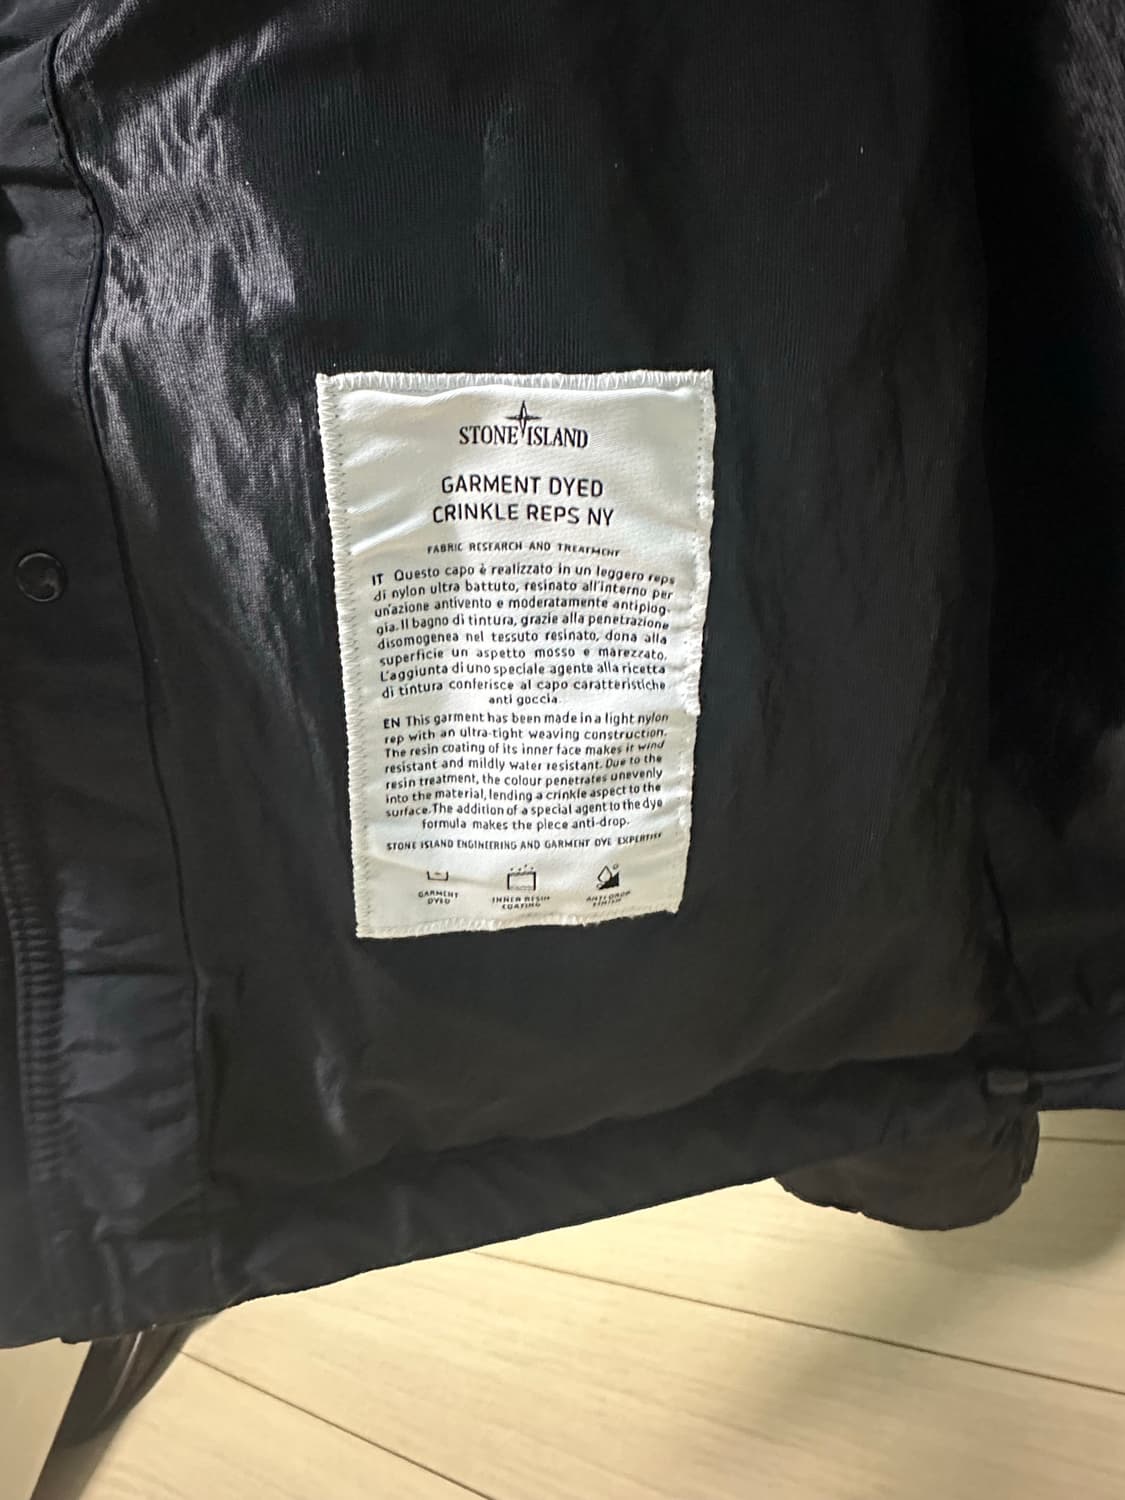 STONE ISLAND
GARMENT DYED
CRINKLE REPS NY
FABRIC RESEARCH AND TREATMENT
IT Questo capo è realizzato in un leggero reps
di nylon ultra battuto, resinato all'interno per
un'azione antivento e moderatamente antipiog-
gia. Il bagno di tintura, grazie alla penetrazione
disomogenea nel tessuto resinato, dona alla
superficie un aspetto mosso e marezzato.
L'aggiunta di uno speciale agente alla ricetta
di tintura conferisce al capo caratteristiche
anti goccia.
EN This garment has been made in a light nylon
rep with an ultra-tight weaving construction.
The resin coating of its inner face makes it wind
resistant and mildly water resistant. Due to the
resin treatment, the colour penetrates unevenly
into the material, lending a crinkle aspect to the
surface. The addition of a special agent to the dye
formula makes the piece anti-drop.
STONE ISLAND ENGINEERING AND GARMENT DYE EXPERTISE
GARMENT
DYED
INNER RESIN
COATING
ANTI DROP
FINISH